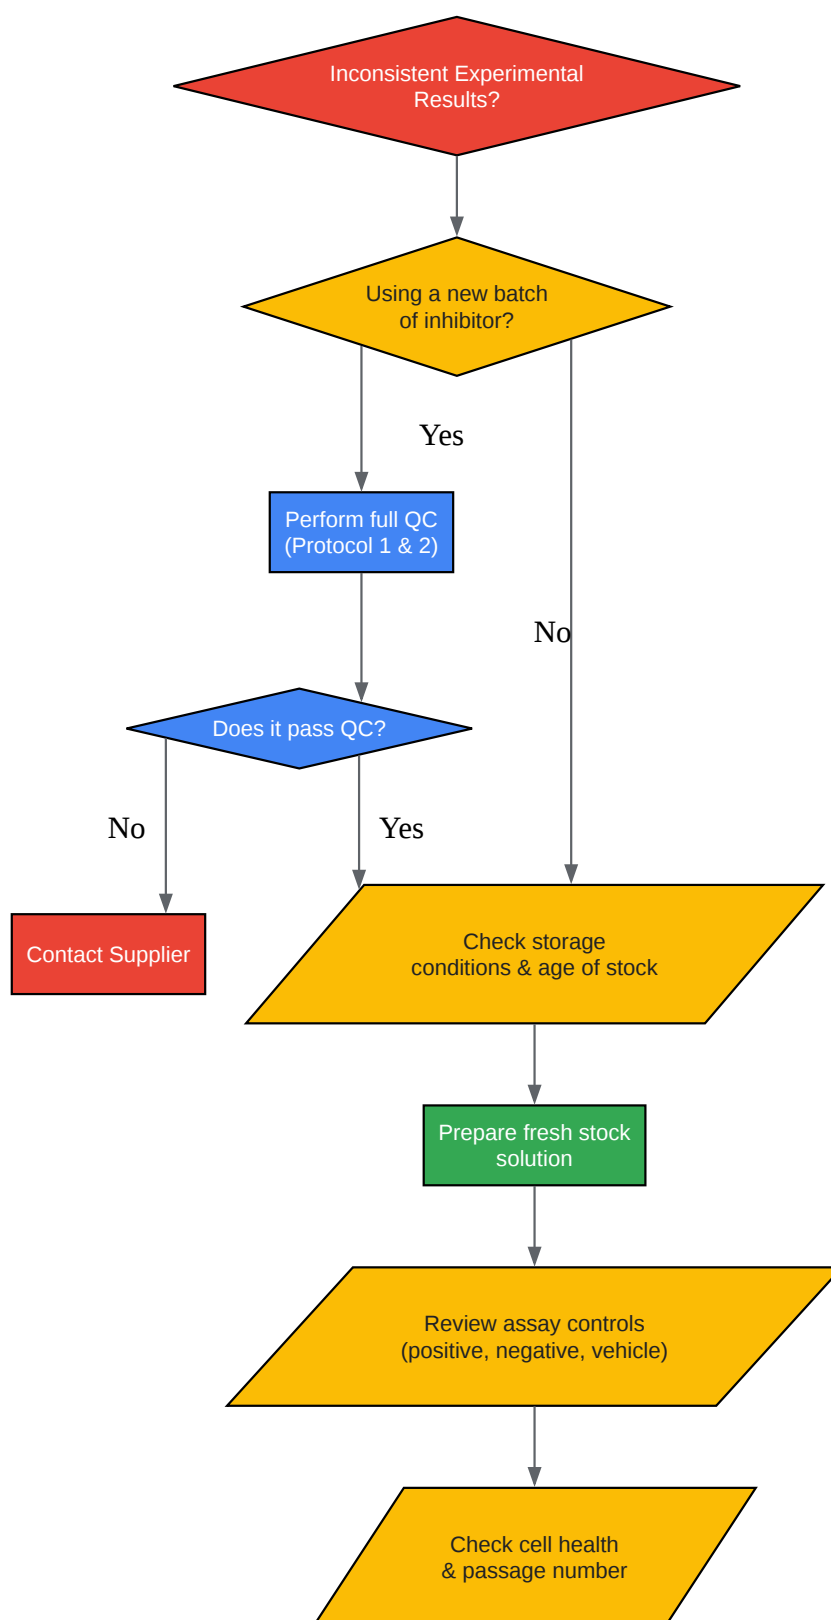 Inconsistent Experimental
Results?
Using a new batch
of inhibitor?
Yes
Perform full QC
(Protocol 1 & 2)
No
Does it pass QC?
No
Yes
Contact Supplier
Check storage
conditions & age of stock
Prepare fresh stock
solution
Review assay controls
(positive, negative, vehicle)
Check cell health
& passage number